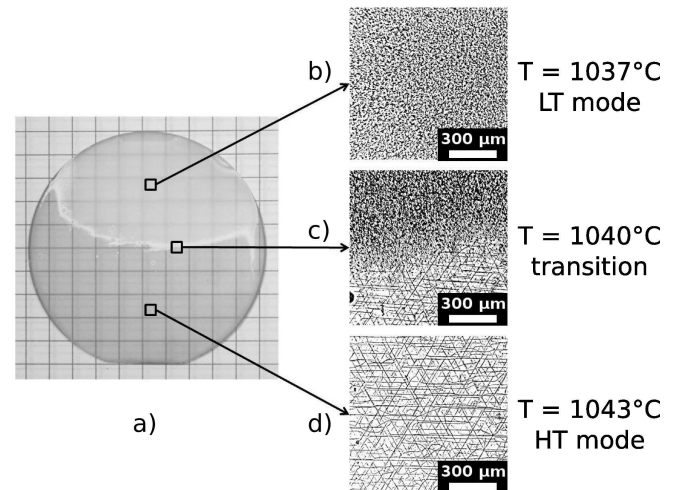 b)
T = 1037°C
LT mode
300 µm
c)
T = 1040°C
transition
300 µm
a)
d)
T = 1043°C
HT mode
300 µm